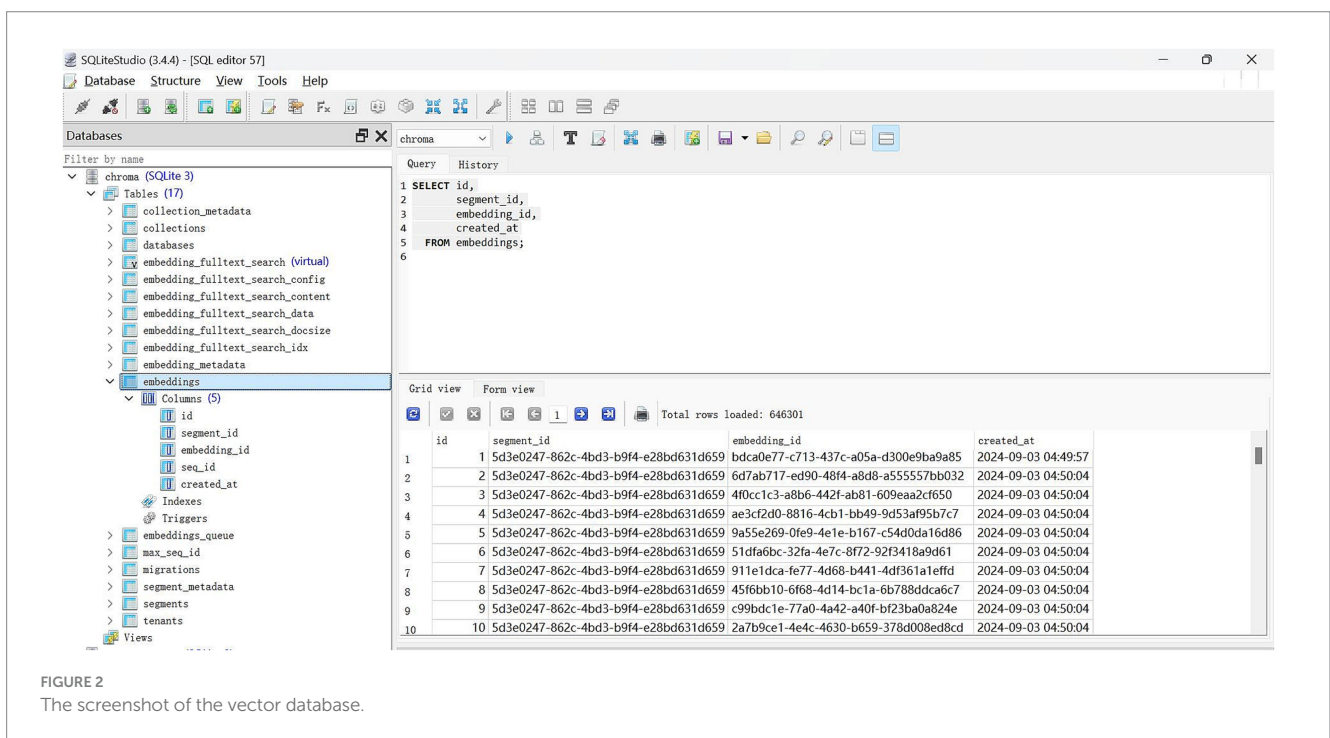 SQLiteStudio (3.4.4) - [SQL editor 57]
Database Structure View Tools Help
Databases
Filter by name
chroma (SQLite 3)
Tables (17)
collection_metadata
collections
databases
embedding_fulltext_search (virtual)
embedding_fulltext_search_config
embedding_fulltext_search_content
embedding_fulltext_search_data
embedding_fulltext_search_docsize
embedding_fulltext_search_idx
embedding_metadata
embeddings
Columns (5)
id
segment_id
embedding_id
seq_id
created_at
Indexes
Triggers
embeddings_queue
max_seq_id
migrations
segment_metadata
segments
tenants
Views
chroma
Query History
1 SELECT id,
2 segment_id,
3 embedding_id,
4 created_at
5 FROM embeddings;
6
Grid view Form view
1 Total rows loaded: 646301
id segment_id embedding_id created_at
1 1 5d3e0247-862c-4bd3-b9f4-e28bd631d659 bdca0e77-c713-437c-a05a-d300e9ba9a85 2024-09-03 04:49:57
2 2 5d3e0247-862c-4bd3-b9f4-e28bd631d659 6d7ab717-ed90-48f4-a8d8-a555557bb032 2024-09-03 04:50:04
3 3 5d3e0247-862c-4bd3-b9f4-e28bd631d659 4f0cc1c3-a8b6-442f-ab81-609eaa2cf650 2024-09-03 04:50:04
4 4 5d3e0247-862c-4bd3-b9f4-e28bd631d659 ae3cf2d0-8816-4cb1-bb49-9d53af95b7c7 2024-09-03 04:50:04
5 5 5d3e0247-862c-4bd3-b9f4-e28bd631d659 9a55e269-0fe9-4e1e-b167-c54d0da16d86 2024-09-03 04:50:04
6 6 5d3e0247-862c-4bd3-b9f4-e28bd631d659 51dfa6bc-32fa-4e7c-8f72-92f3418a9d61 2024-09-03 04:50:04
7 7 5d3e0247-862c-4bd3-b9f4-e28bd631d659 911e1dca-fe77-4d68-b441-4df361a1effd 2024-09-03 04:50:04
8 8 5d3e0247-862c-4bd3-b9f4-e28bd631d659 45f6bb10-6f68-4d14-bc1a-6b788ddca6c7 2024-09-03 04:50:04
9 9 5d3e0247-862c-4bd3-b9f4-e28bd631d659 c99bdc1e-77a0-4a42-a40f-bf23ba0a824e 2024-09-03 04:50:04
10 10 5d3e0247-862c-4bd3-b9f4-e28bd631d659 2a7b9ce1-4e4c-4630-b659-378d008ed8cd 2024-09-03 04:50:04
FIGURE 2
The screenshot of the vector database.